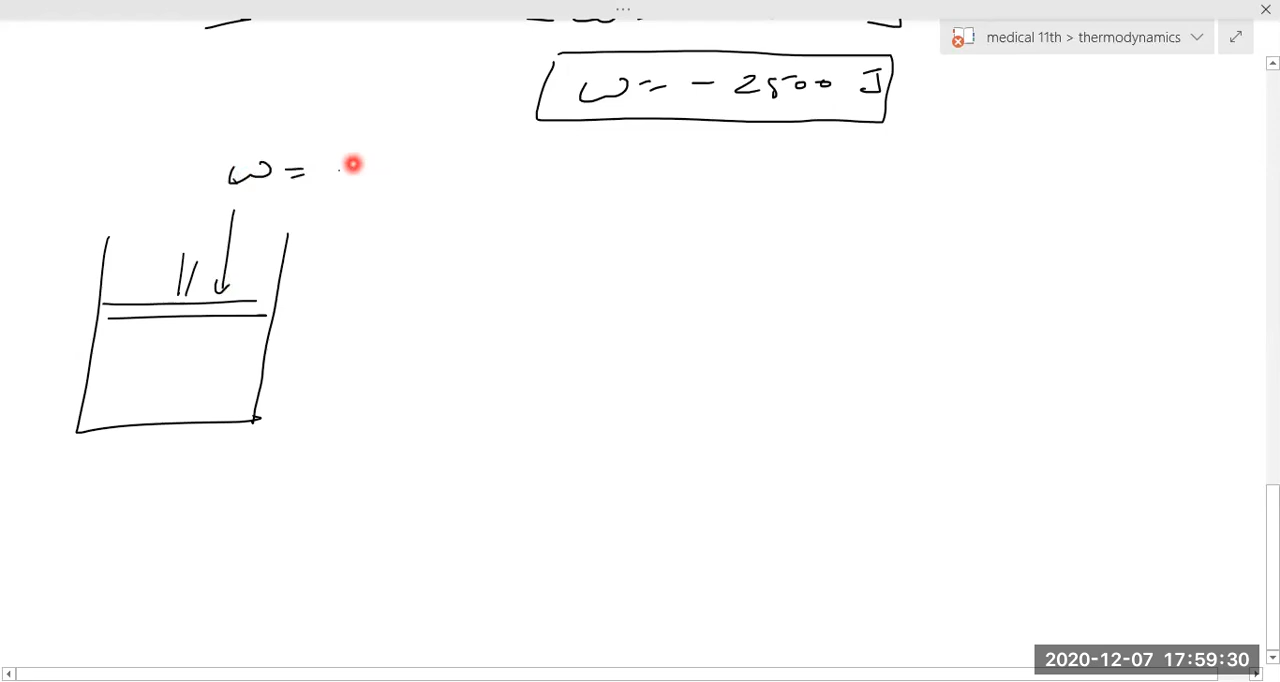 medical 11th > thermodynamics
w = - 2500 J
w =
2020-12-07 17:59:30